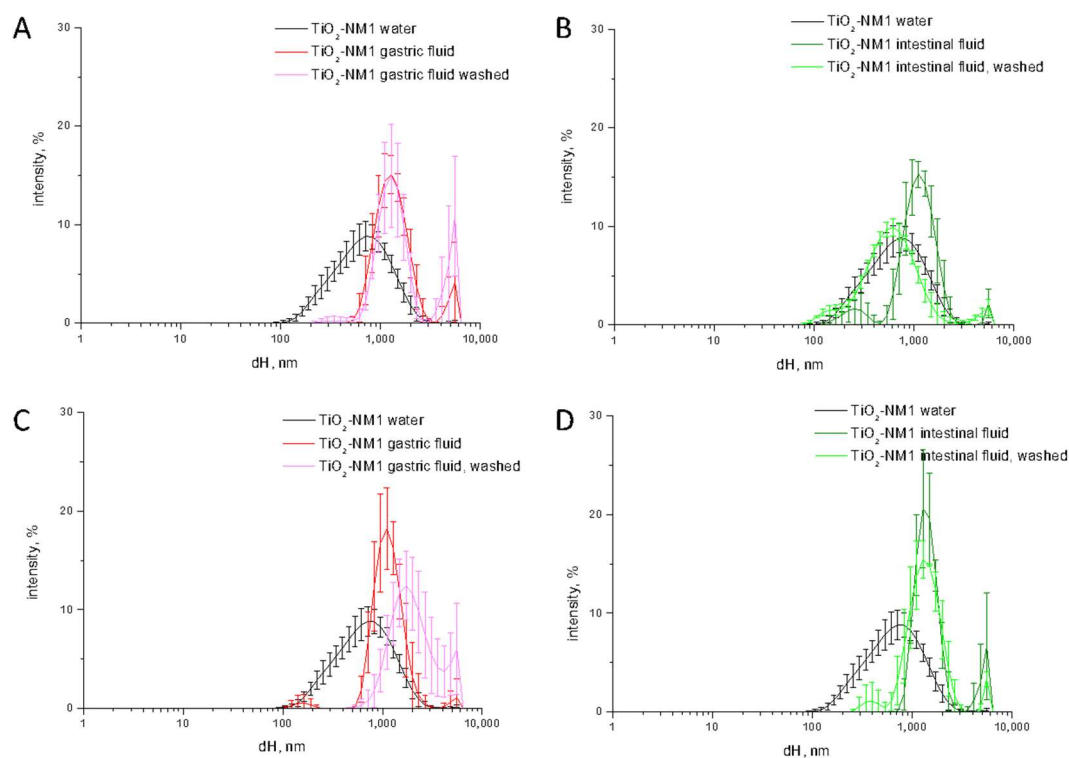 A
TiO2-NM1 water
TiO2-NM1 gastric fluid
TiO2-NM1 gastric fluid washed
30
20
10
0
intensity, %
1
10
100
1,000
10,000
dH, nm
B
TiO2-NM1 water
TiO2-NM1 intestinal fluid
TiO2-NM1 intestinal fluid, washed
30
20
10
0
intensity, %
1
10
100
1,000
10,000
dH, nm
C
TiO2-NM1 water
TiO2-NM1 gastric fluid
TiO2-NM1 gastric fluid, washed
30
20
10
0
intensity, %
1
10
100
1,000
10,000
dH, nm
D
TiO2-NM1 water
TiO2-NM1 intestinal fluid
TiO2-NM1 intestinal fluid, washed
30
20
10
0
intensity, %
1
10
100
1,000
10,000
dH, nm